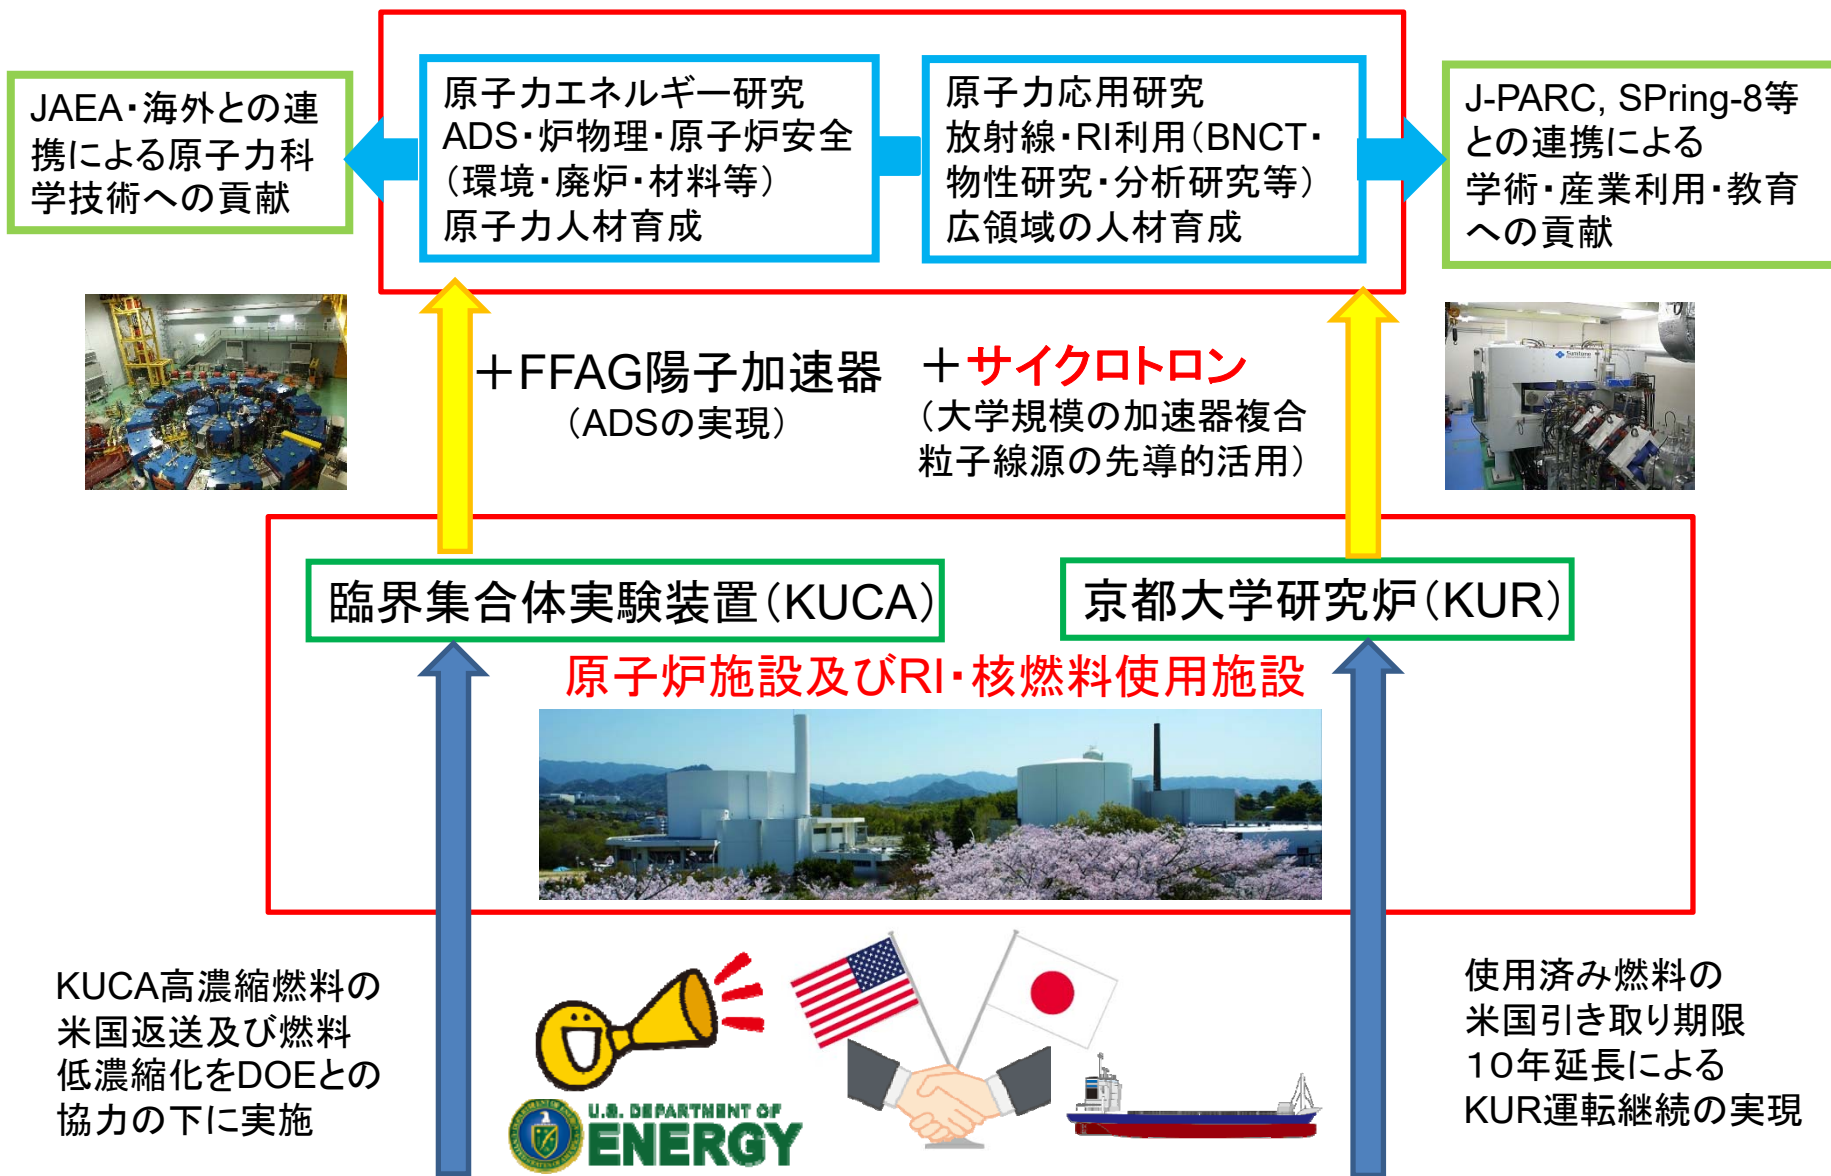 JAEA・海外との連
携による原子力科
学技術への貢献
原子力エネルギー研究
ADS・炉物理・原子炉安全
（環境・廃炉・材料等）
原子力人材育成
原子力応用研究
放射線・RI利用（BNCT・
物性研究・分析研究等）
広領域の人材育成
J-PARC, SPring-8等
との連携による
学術・産業利用・教育
への貢献
＋FFAG陽子加速器
（ADSの実現）
＋サイクロトロン
（大学規模の加速器複合
粒子線源の先導的活用）
臨界集合体実験装置（KUCA）
京都大学研究炉（KUR）
原子炉施設及びRI・核燃料使用施設
KUCA高濃縮燃料の
米国返送及び燃料
低濃縮化をDOEとの
協力の下に実施
U.S. DEPARTMENT OF
ENERGY
使用済み燃料の
米国引き取り期限
１０年延長による
KUR運転継続の実現